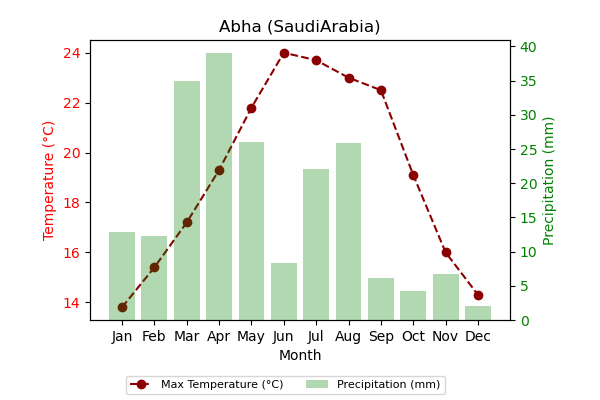 Abha (SaudiArabia)
Temperature (°C)
24
22
20
18
16
14
Precipitation (mm)
40
35
30
25
20
15
10
5
0
Jan Feb Mar Apr May Jun Jul Aug Sep Oct Nov Dec
Month
Max Temperature (°C) Precipitation (mm)